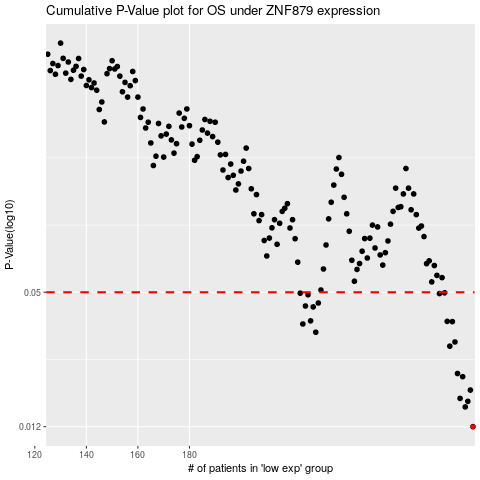 Cumulative P-Value plot for OS under ZNF879 expression
P-Value(log10)
0.05
0.012
120 140 160 180
# of patients in 'low exp' group